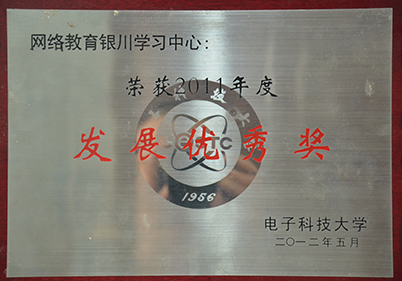 网络教育银川学习中心：
荣获2011年度
发展优秀奖
1956
电子科技大学
二〇一二年五月